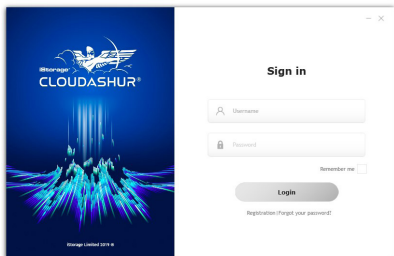 iStorage®
CLOUDASHUR®
iStorage Limited 2019 ©
Sign in
Username
Password
Remember me
Login
Registration|Forgot your password?